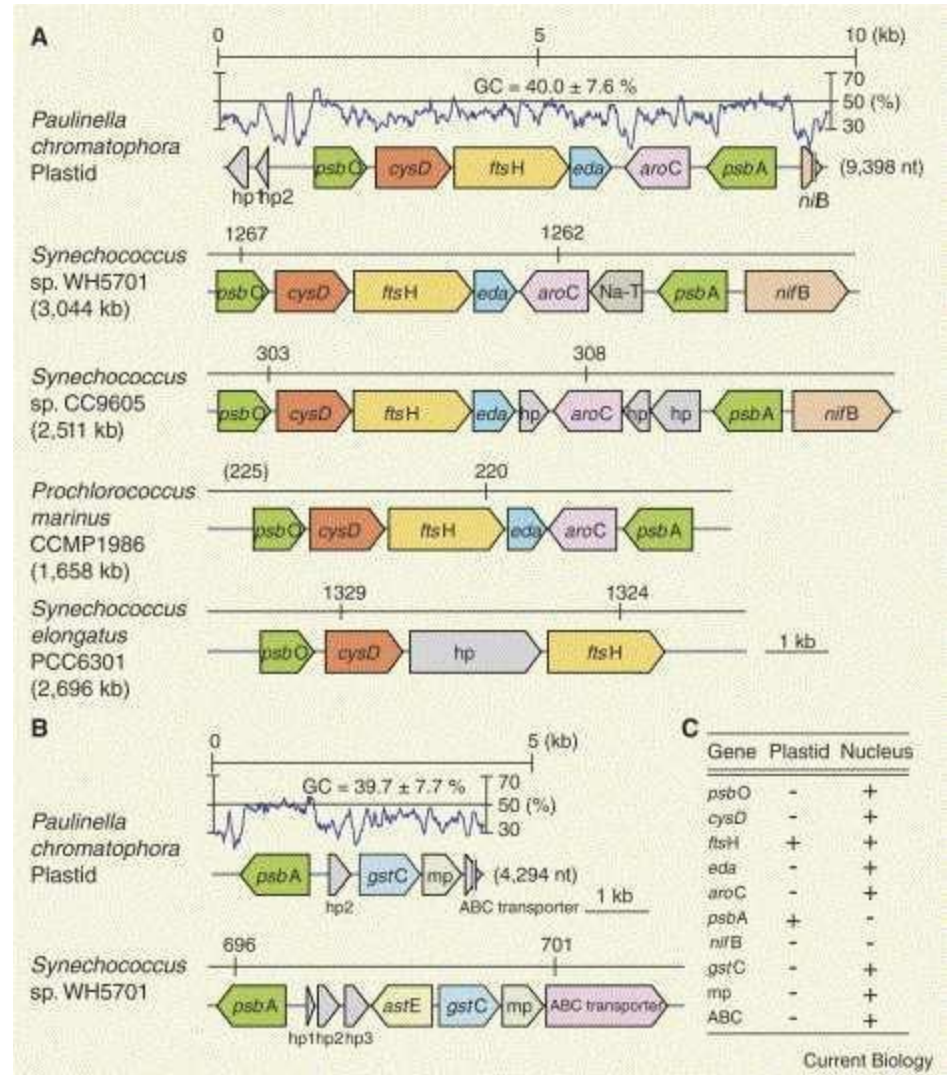 A
0 5 10 (kb)
GC = 40.0 ± 7.6 %
70
50 (%)
30
Paulinella
chromatophora
Plastid
psbO cysD ftsH eda aroC psbA (9,398 nt)
hp1 hp2 nifB
Synechococcus
sp. WH5701
(3,044 kb)
1267 1262
psbO cysD ftsH eda aroC Na-T psbA nifB
Synechococcus
sp. CC9605
(2,511 kb)
303 308
psbO cysD ftsH eda hp aroC hp hp psbA nifB
Prochlorococcus
marinus
CCMP1986
(1,658 kb)
(225) 220
psbO cysD ftsH eda aroC psbA
Synechococcus
elongatus
PCC6301
(2,696 kb)
1329 1324
psbO cysD hp ftsH
1 kb
B
0 5 (kb)
GC = 39.7 ± 7.7 %
70
50 (%)
30
Paulinella
chromatophora
Plastid
psbA gstC mp (4,294 nt)
hp2 ABC transporter 1 kb
Synechococcus
sp. WH5701
696 701
psbA astE gstC mp ABC transporter
hp1 hp2 hp3
C
Gene Plastid Nucleus
psbO - +
cysD - +
ftsH + +
eda - +
aroC - +
psbA + -
nifB - -
gstC - +
mp - +
ABC - +
Current Biology